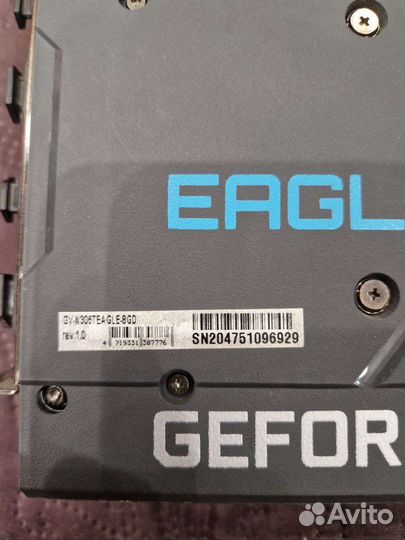 EAGL
GV-N306TEAGLE-8GD
rev.1.0
4 719331 307776
SN204751096929
GEFOR
Avito